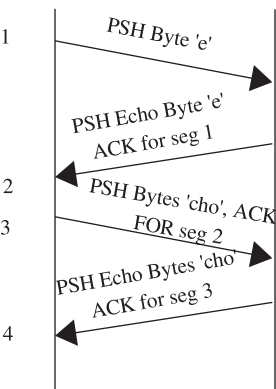 1
PSH Byte 'e'
PSH Echo Byte 'e'
ACK for seg 1
2
PSH Bytes 'cho', ACK
3
FOR seg 2
PSH Echo Bytes 'cho'
ACK for seg 3
4